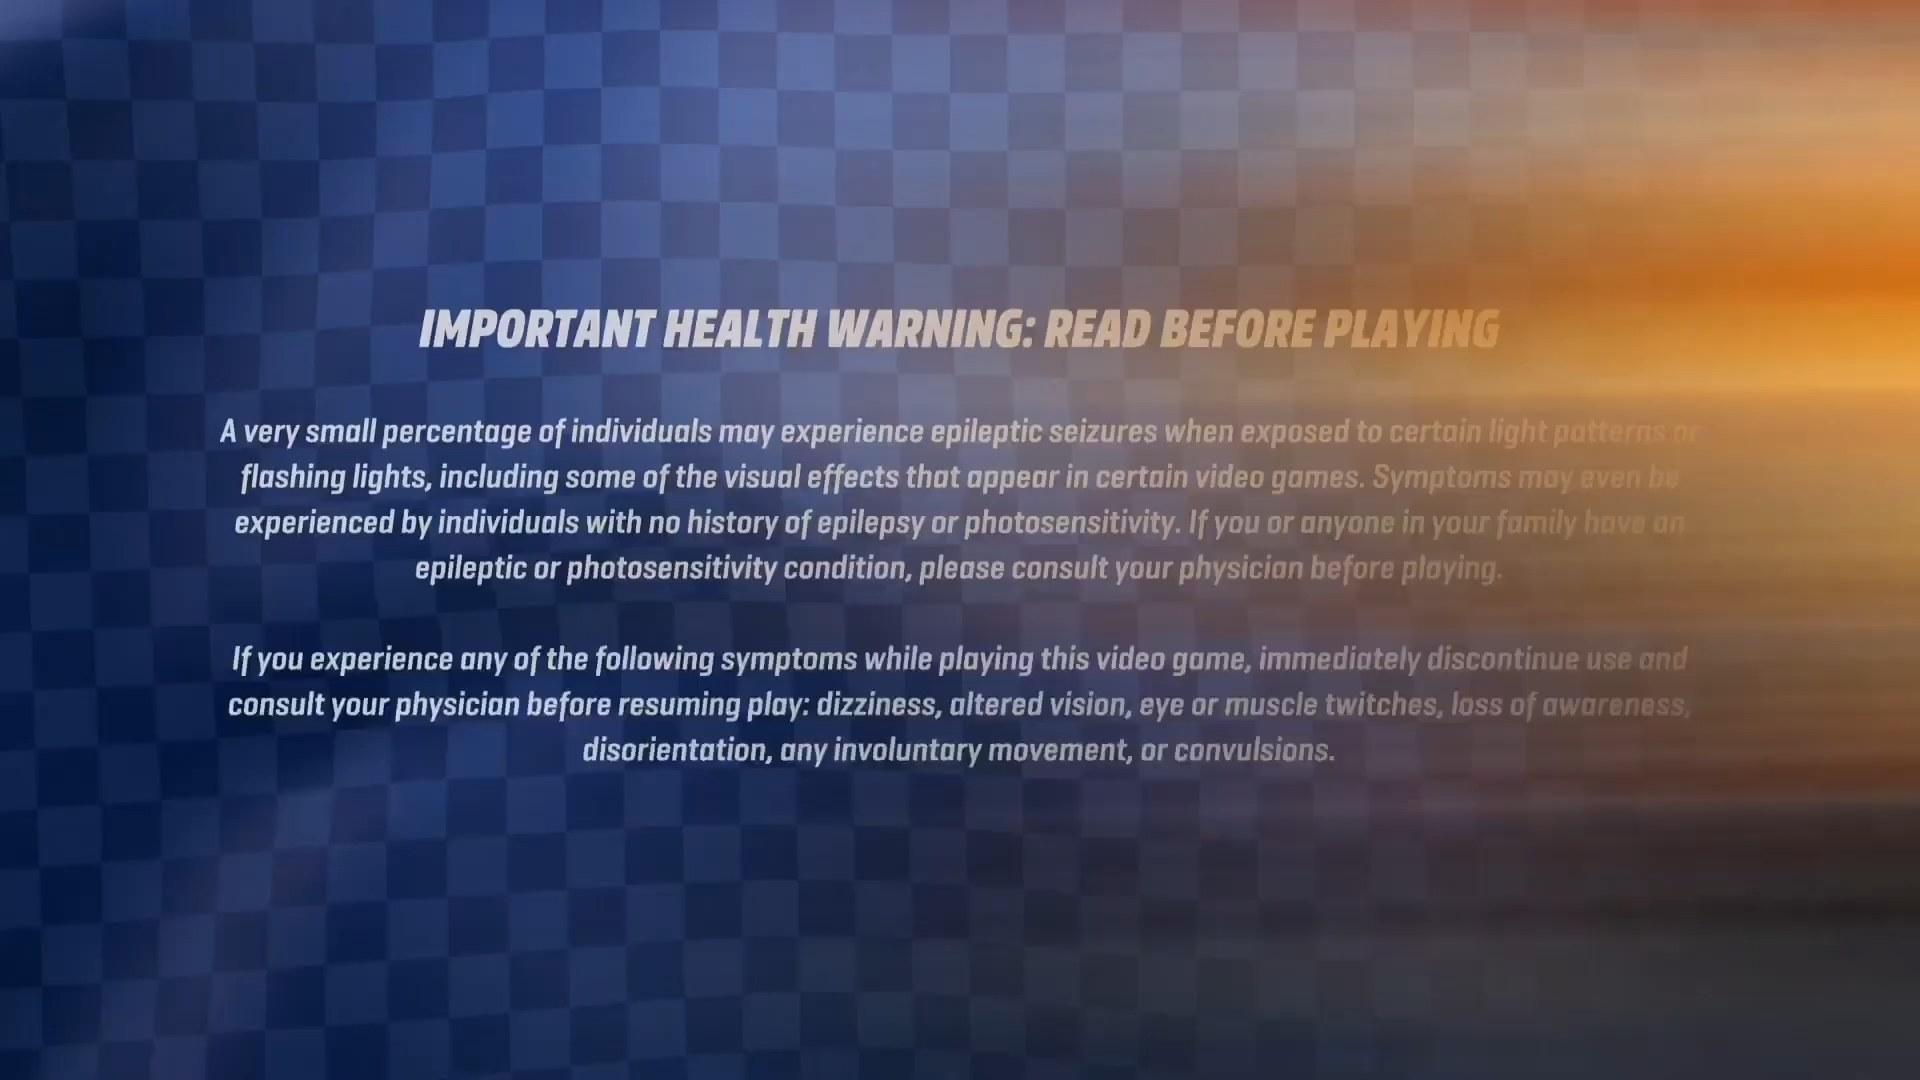 IMPORTANT HEALTH WARNING: READ BEFORE PLAYING
A very small percentage of individuals may experience epileptic seizures when exposed to certain light patterns or
flashing lights, including some of the visual effects that appear in certain video games. Symptoms may even be
experienced by individuals with no history of epilepsy or photosensitivity. If you or anyone in your family have an
epileptic or photosensitivity condition, please consult your physician before playing.
If you experience any of the following symptoms while playing this video game, immediately discontinue use and
consult your physician before resuming play: dizziness, altered vision, eye or muscle twitches, loss of awareness,
disorientation, any involuntary movement, or convulsions.